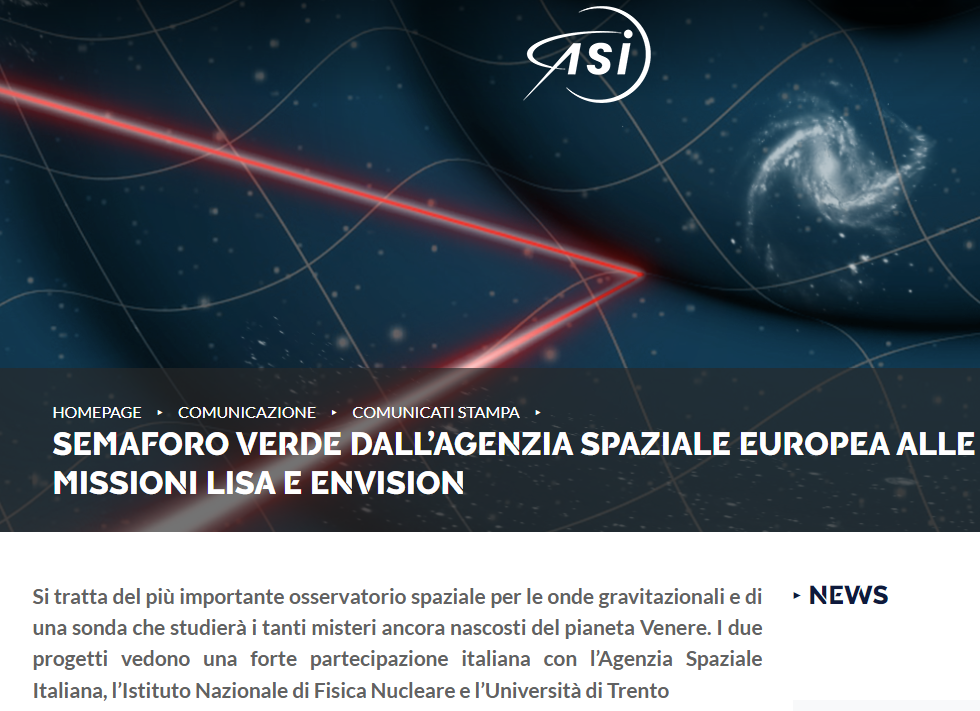 ASI
HOMEPAGE ‣ COMUNICAZIONE ‣ COMUNICATI STAMPA ‣
SEMAFORO VERDE DALL’AGENZIA SPAZIALE EUROPEA ALLE
MISSIONI LISA E ENVISION
Si tratta del più importante osservatorio spaziale per le onde gravitazionali e di
una sonda che studierà i tanti misteri ancora nascosti del pianeta Venere. I due
progetti vedono una forte partecipazione italiana con l’Agenzia Spaziale
Italiana, l’Istituto Nazionale di Fisica Nucleare e l’Università di Trento
‣ NEWS